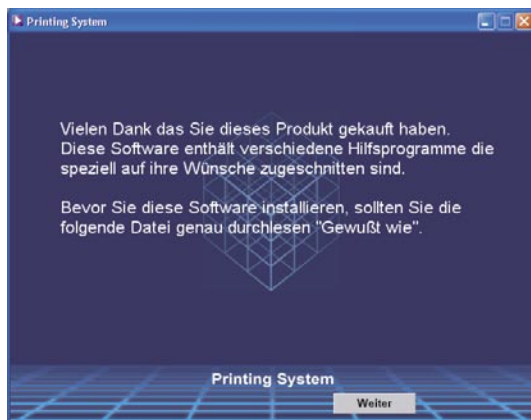 Printing System
Vielen Dank das Sie dieses Produkt gekauft haben.
Diese Software enthält verschiedene Hilfsprogramme die
speziell auf ihre Wünsche zugeschnitten sind.
Bevor Sie diese Software installieren, sollten Sie die
folgende Datei genau durchlesen "Gewußt wie".
Printing System
Weiter